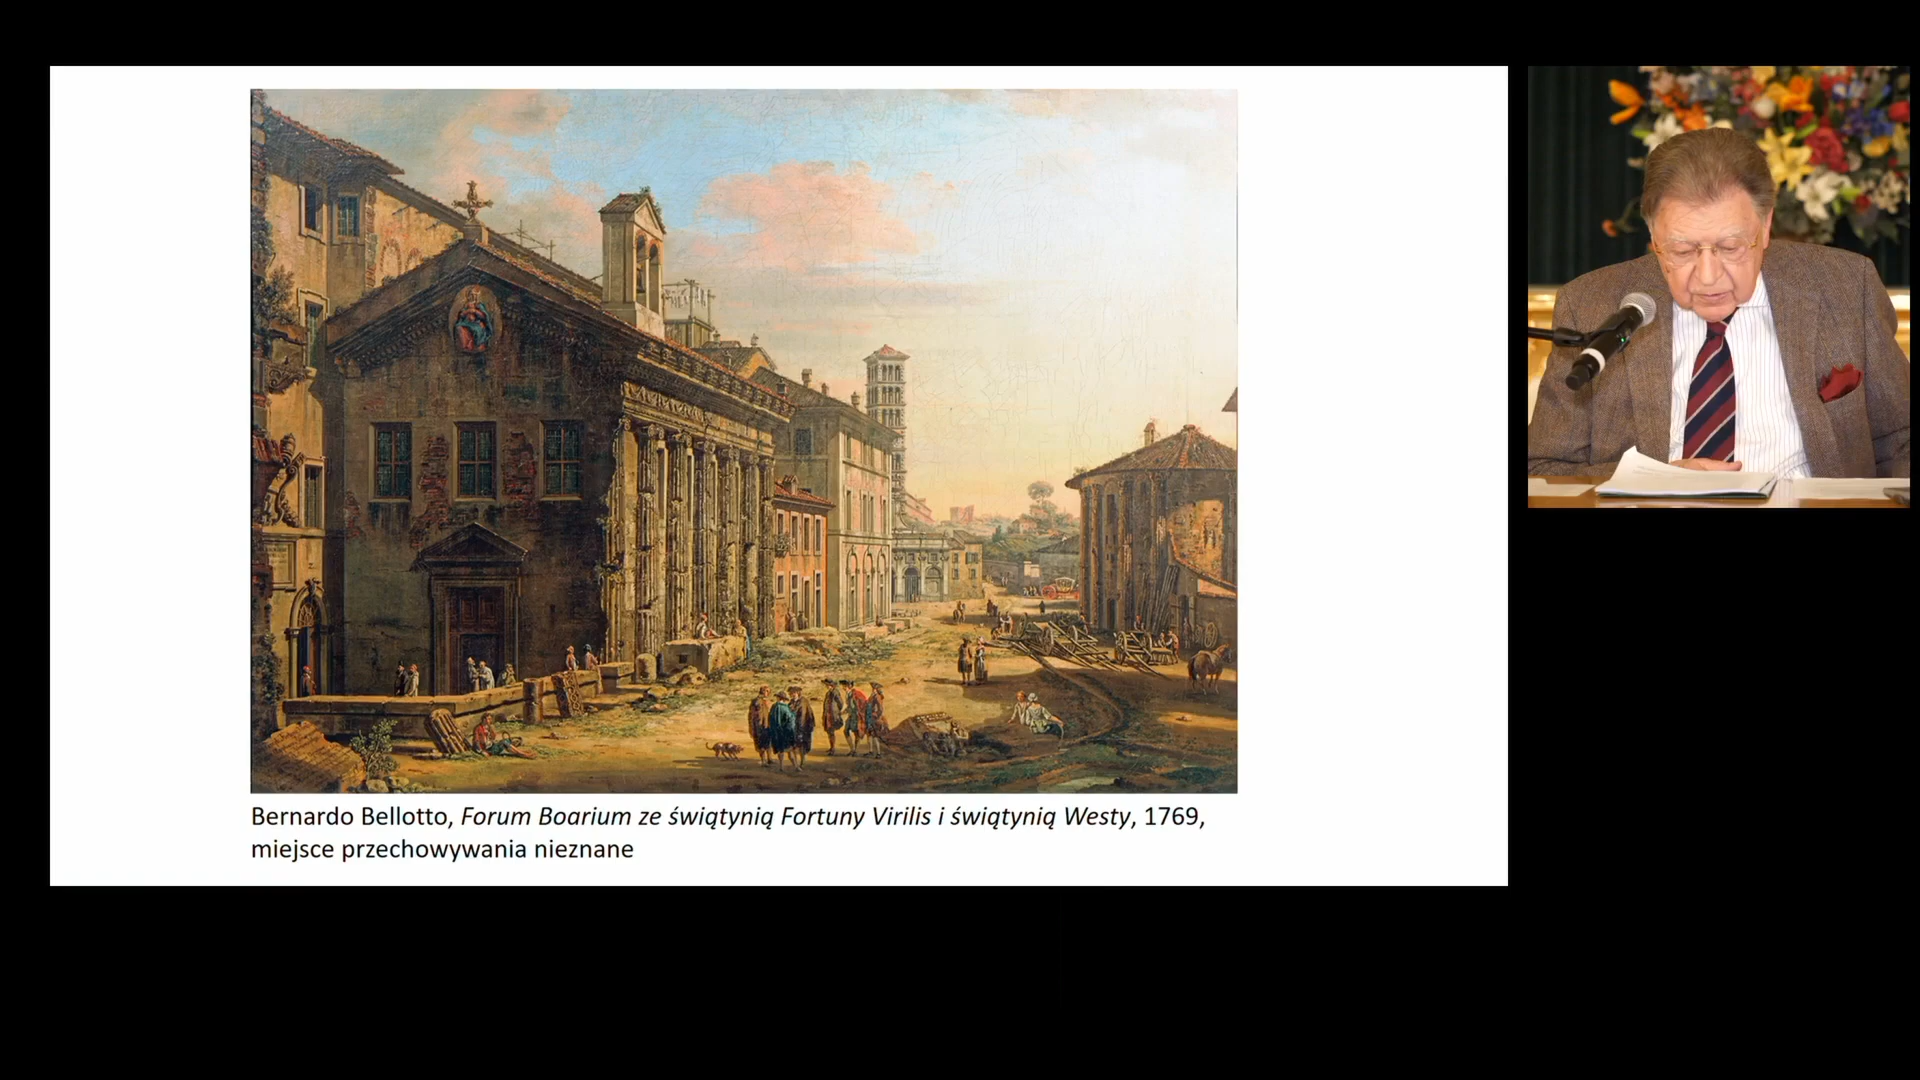 Bernardo Bellotto, Forum Boarium ze świątynią Fortuny Virilis i świątynią Westy, 1769,
miejsce przechowywania nieznane